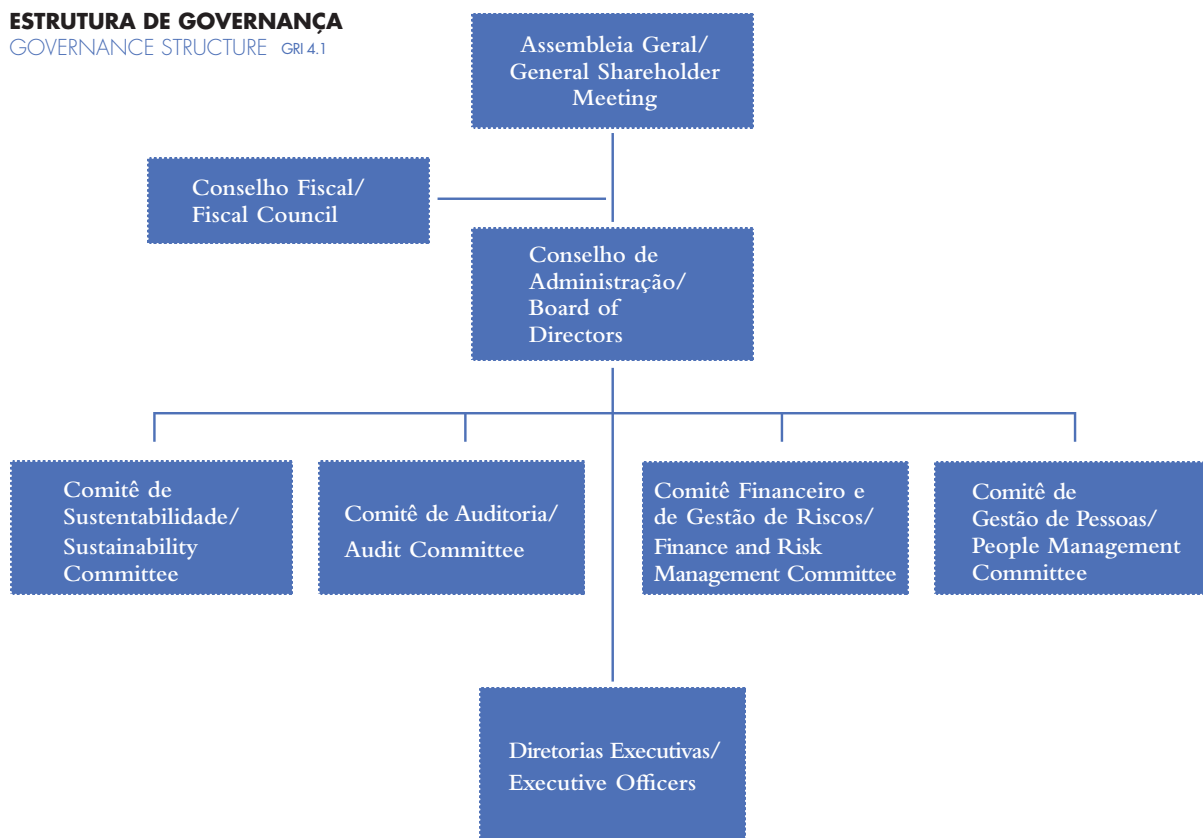 ESTRUTURA DE GOVERNANÇA
GOVERNANCE STRUCTURE GRI 4.1
Assembleia Geral/
General Shareholder
Meeting
Conselho Fiscal/
Fiscal Council
Conselho de
Administração/
Board of
Directors
Comitê de
Sustentabilidade/
Sustainability
Committee
Comitê de Auditoria/
Audit Committee
Comitê Financeiro e
de Gestão de Riscos/
Finance and Risk
Management Committee
Comitê de
Gestão de Pessoas/
People Management
Committee
Diretorias Executivas/
Executive Officers